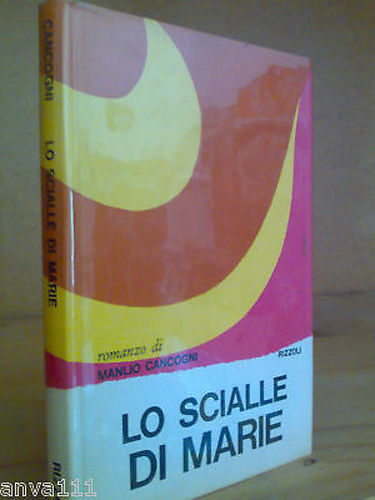 CANCOGNI LO SCIALLE DI MARIE
romanzo di
MANLIO CANCOGNI
RIZZOLI
LO SCIALLE
DI MARIE
anva111